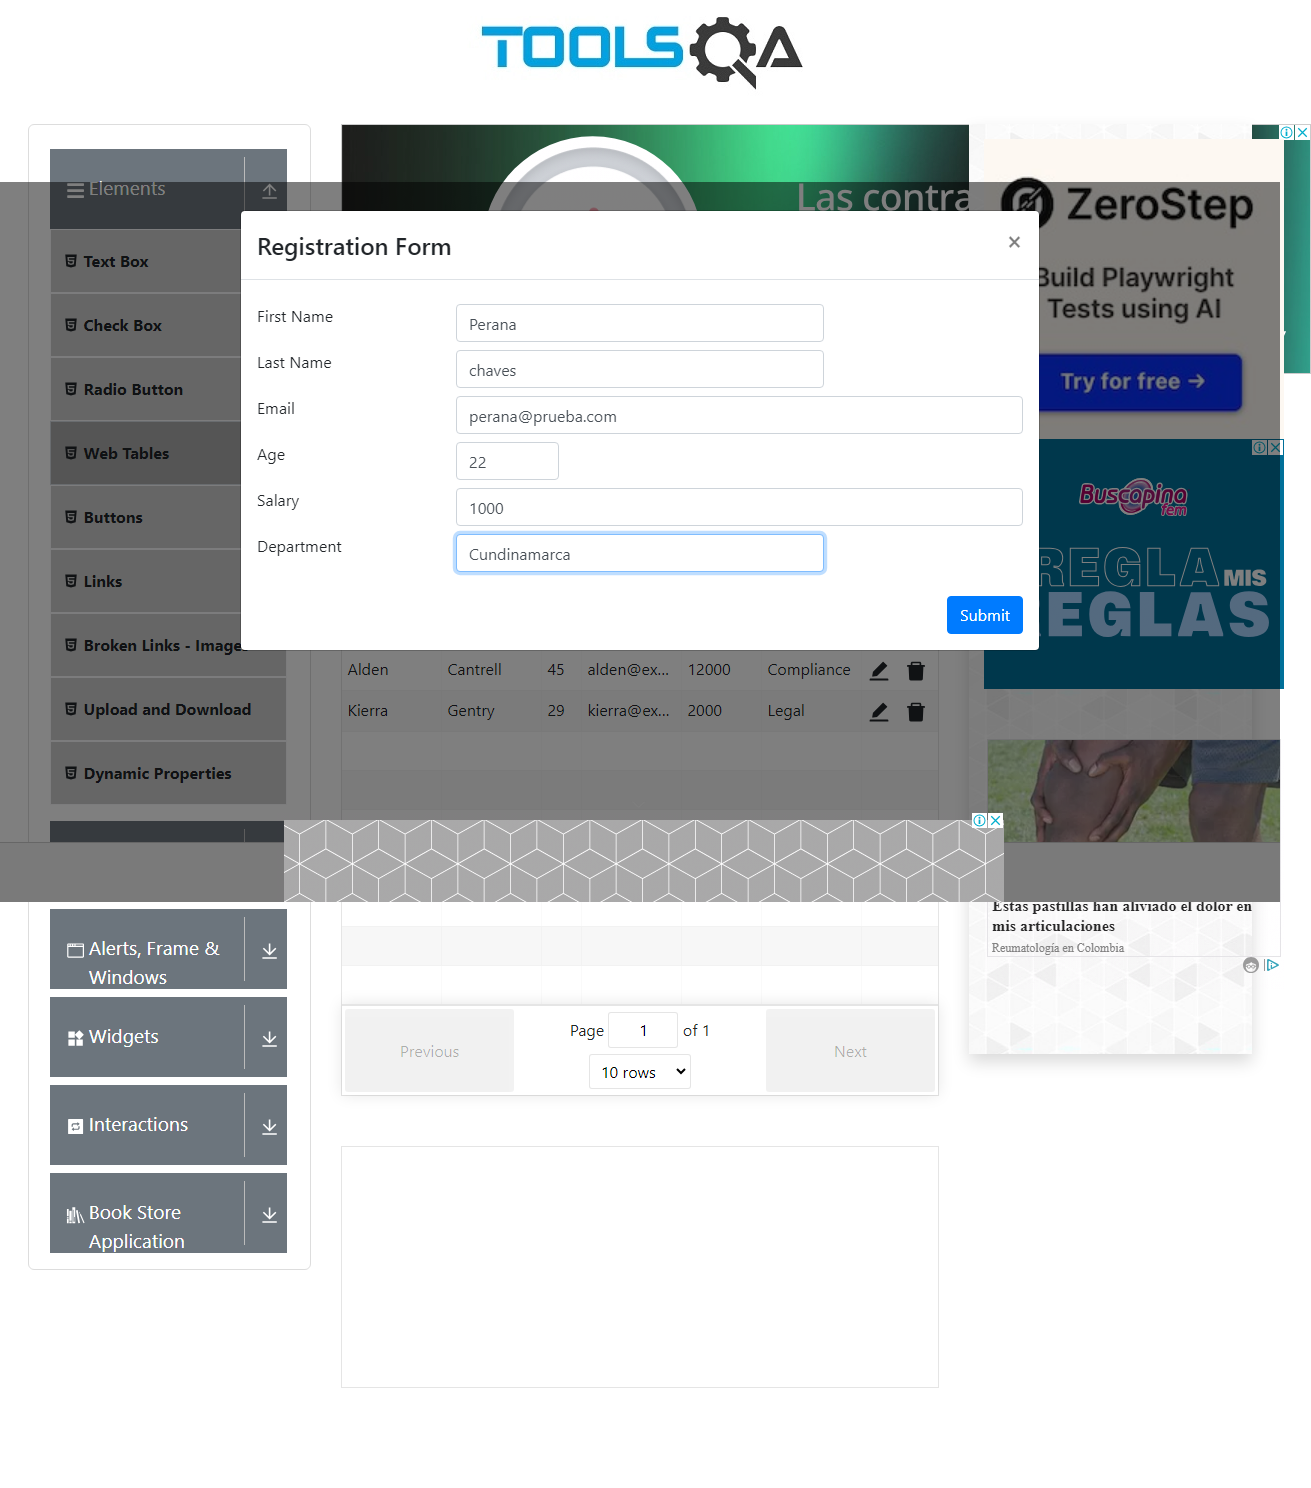 TOOLSQA
Elements
Text Box
Check Box
Radio Button
Web Tables
Buttons
Links
Broken Links - Image
Upload and Download
Dynamic Properties
Alerts, Frame &
Windows
Widgets
Interactions
Book Store
Application
Las contra
Registration Form
×
First Name
Perana
Last Name
chaves
Email
perana@prueba.com
Age
22
Salary
1000
Department
Cundinamarca
Submit
Alden Cantrell 45 alden@ex... 12000 Compliance
Kierra Gentry 29 kierra@ex... 2000 Legal
Previous
Page 1 of 1
10 rows
Next
ZeroStep
Build Playwright
Tests using AI
Try for free →
Buscapina
fem
REGLA MIS
REGLAS
Estas pastillas han aliviado el dolor en
mis articulaciones
Reumatología en Colombia